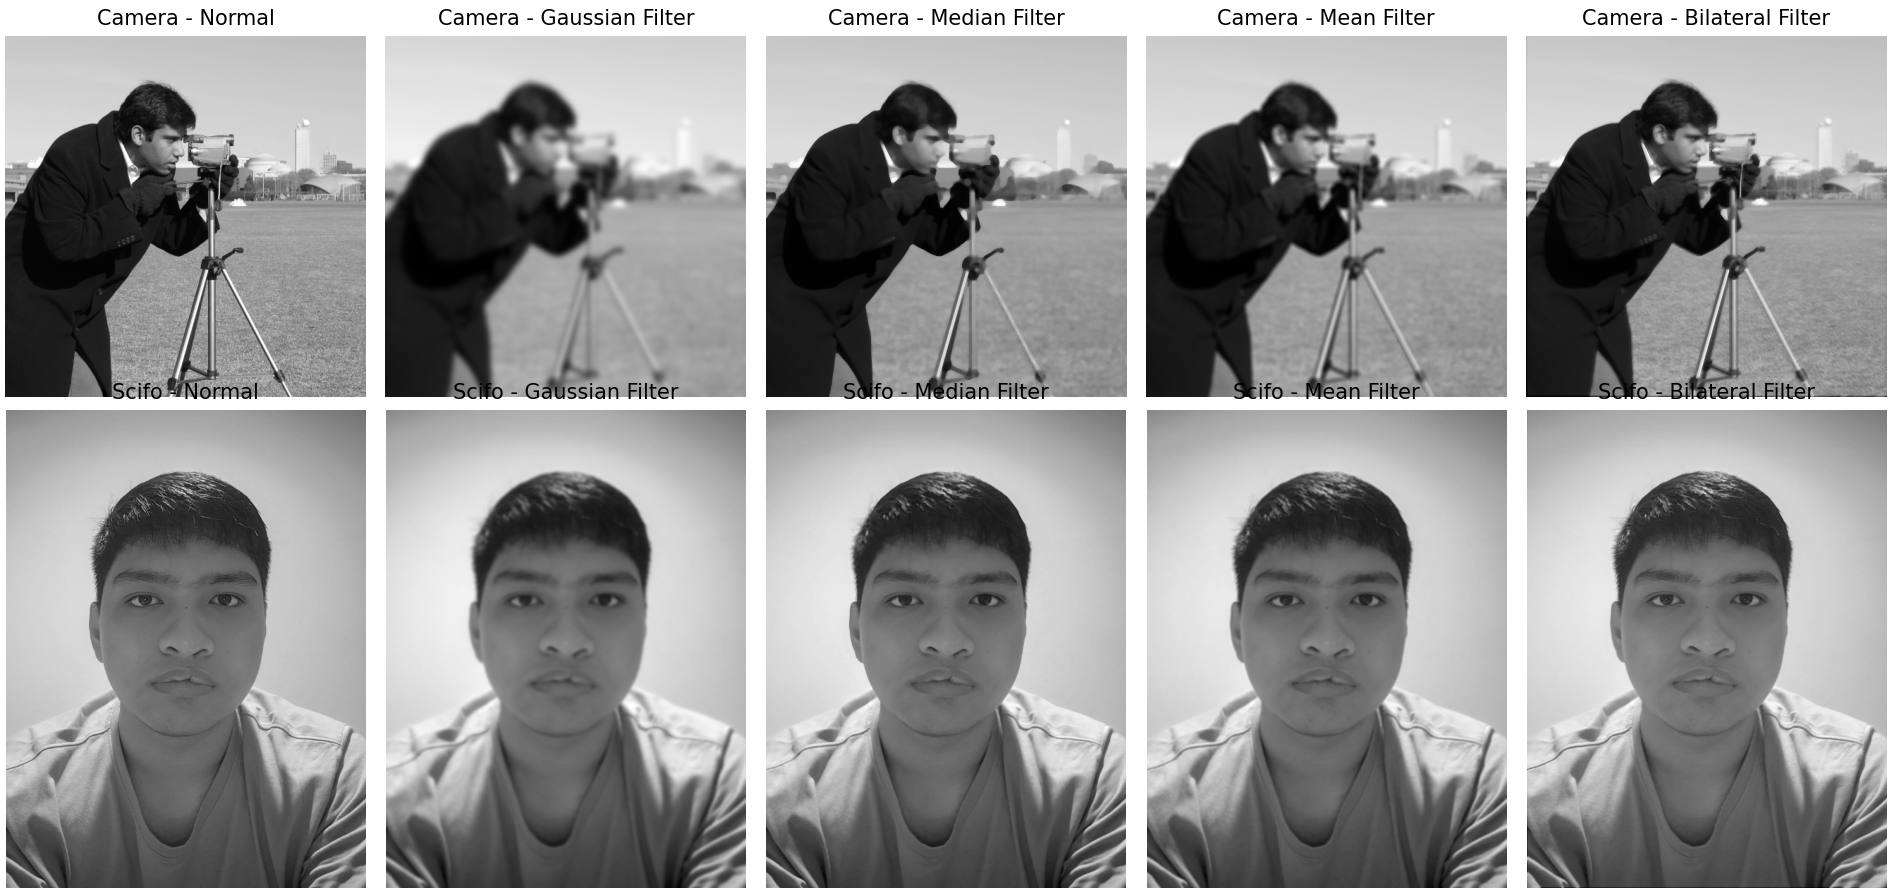 Camera - Normal
Camera - Gaussian Filter
Camera - Median Filter
Camera - Mean Filter
Camera - Bilateral Filter
Scifo - Normal
Scifo - Gaussian Filter
Scifo - Median Filter
Scifo - Mean Filter
Scifo - Bilateral Filter